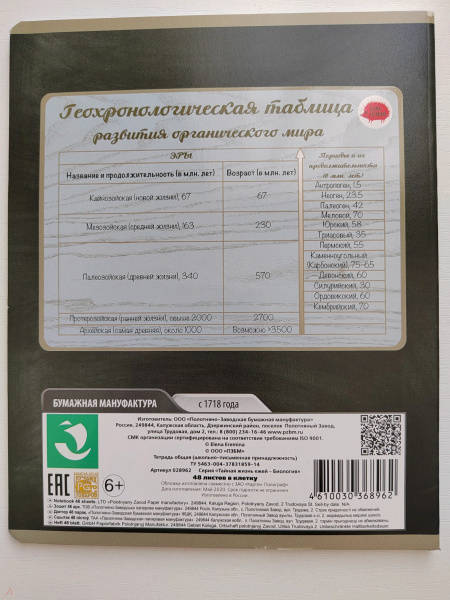 Геохронологическая таблица
развития органического мира
ЭРЫ
Название и продолжительность (в млн. лет)
Возраст (в млн. лет)
Периоды и их
продолжительность
(в млн. лет)
Кайнозойская (новой жизни), 67
67
Антропоген, 1,5
Неоген, 23,5
Палеоген, 42
Мезозойская (средней жизни), 163
230
Меловой, 70
Юрский, 58
Триасовый, 35
Палеозойская (древней жизни), 340
570
Пермский, 55
Каменноугольный
(Карбонский), 75-65
Девонский, 60
Силурийский, 30
Ордовикский, 60
Кембрийский, 70
Протерозойская (ранней жизни), свыше 2000
2700
Архейская (самая древняя), около 1000
Возможно >3500
БУМАЖНАЯ МАНУФАКТУРА
с 1718 года
Изготовитель: ООО «Полотняно-Заводская бумажная мануфактура»
Россия, 249844, Калужская область, Дзержинский район, поселок Полотняный Завод,
улица Трудовая, дом 2, тел.: 8 (800) 234-16-46 www.pzbm.ru
СМК организации сертифицирована на соответствие требованиям ISO 9001.
© Elena Eremina
© ООО «ПЗБМ»
Тетрадь общая (школьно-письменная принадлежность)
ТУ 5463-004-37831859-14
Артикул 028962 Серия «Тайная жизнь ежей - Биология»
48 листов в клетку
Изготовлено в России
EAC
6+
4 610030 368962